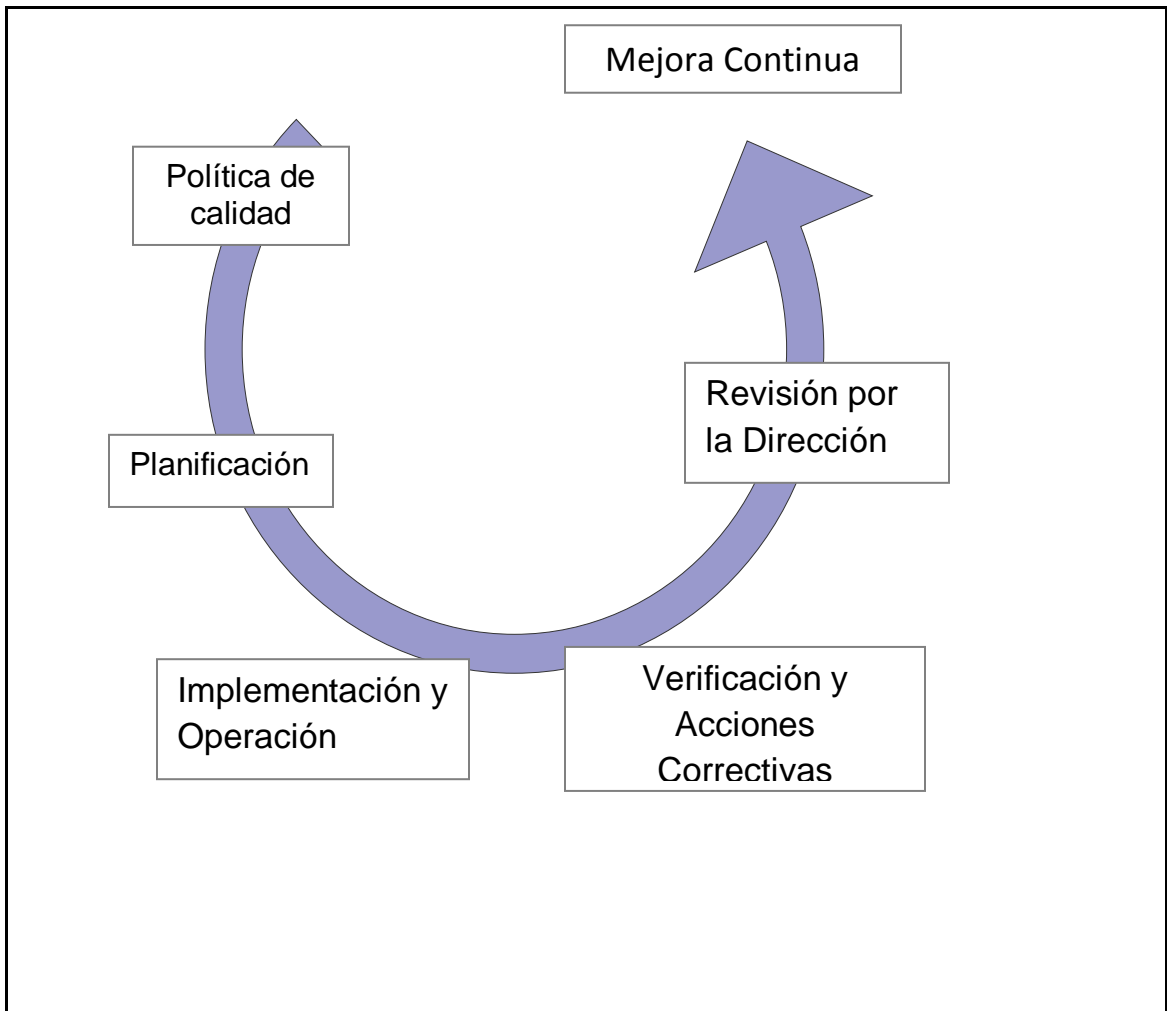 Mejora Continua
Política de
calidad
Revisión por
la Dirección
Planificación
Implementación y
Operación
Verificación y
Acciones
Correctivas